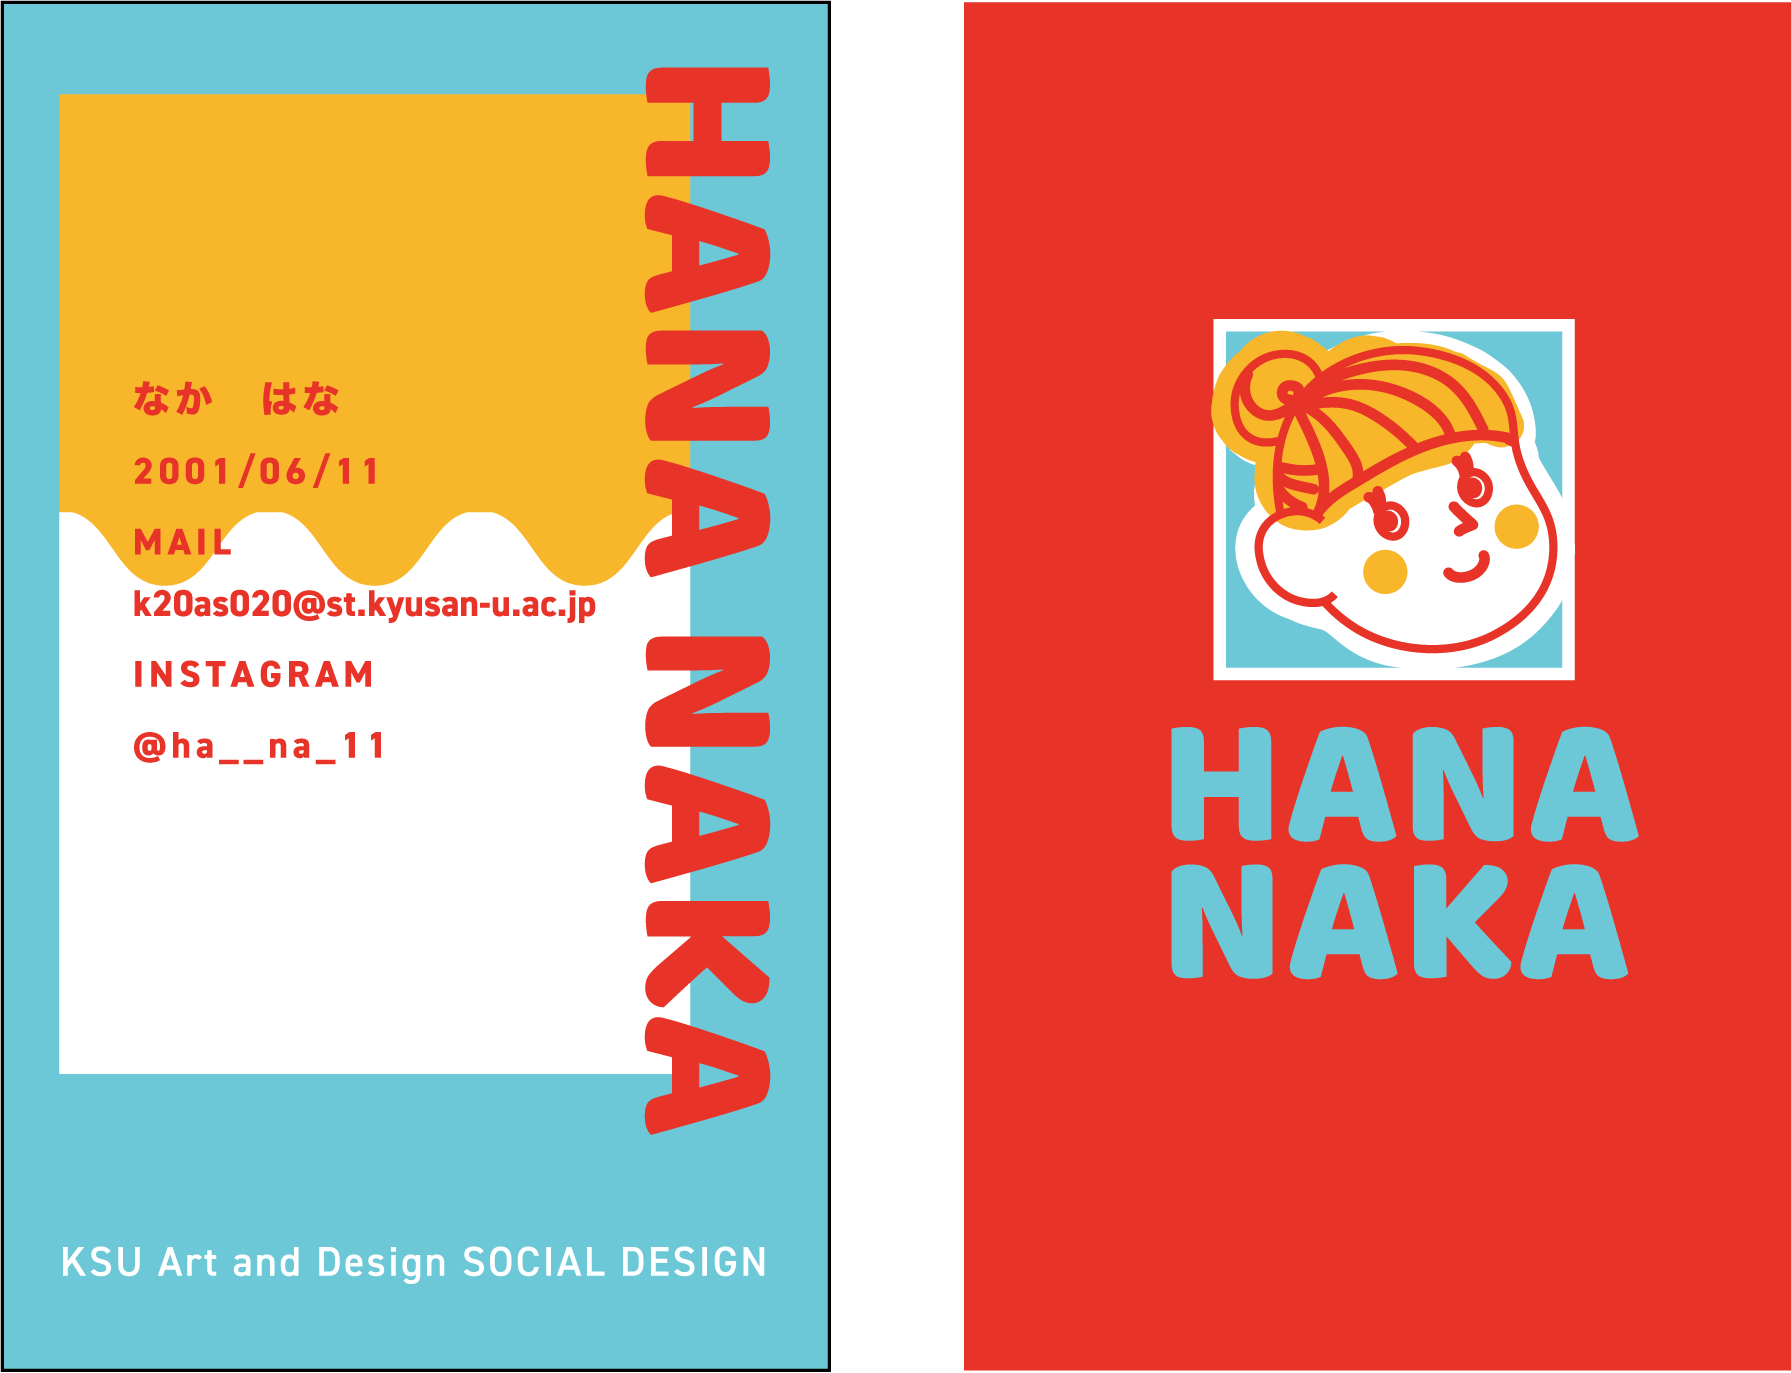 なか　はな
2001/06/11
MAIL
k20as020@st.kyusan-u.ac.jp
INSTAGRAM
@ha__na_11
HANA NAKA
KSU Art and Design SOCIAL DESIGN
HANA
NAKA